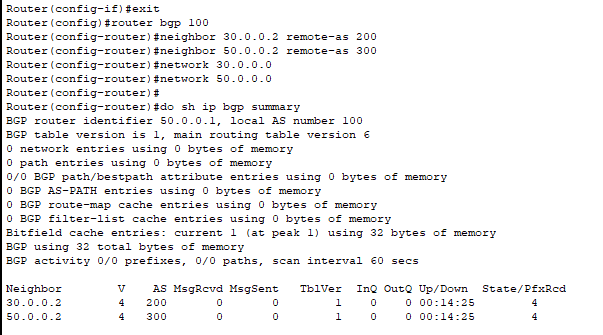 Router(config-if)#exit
Router(config)#router bgp 100
Router(config-router)#neighbor 30.0.0.2 remote-as 200
Router(config-router)#neighbor 50.0.0.2 remote-as 300
Router(config-router)#network 30.0.0.0
Router(config-router)#network 50.0.0.0
Router(config-router)#
Router(config-router)#do sh ip bgp summary
BGP router identifier 50.0.0.1, local AS number 100
BGP table version is 1, main routing table version 6
0 network entries using 0 bytes of memory
0 path entries using 0 bytes of memory
0/0 BGP path/bestpath attribute entries using 0 bytes of memory
0 BGP AS-PATH entries using 0 bytes of memory
0 BGP route-map cache entries using 0 bytes of memory
0 BGP filter-list cache entries using 0 bytes of memory
Bitfield cache entries: current 1 (at peak 1) using 32 bytes of memory
BGP using 32 total bytes of memory
BGP activity 0/0 prefixes, 0/0 paths, scan interval 60 secs

Neighbor        V    AS MsgRcvd MsgSent   TblVer  InQ OutQ Up/Down  State/PfxRcd
30.0.0.2        4   200       0       0        1    0    0 00:14:25            4
50.0.0.2        4   300       0       0        1    0    0 00:14:25            4